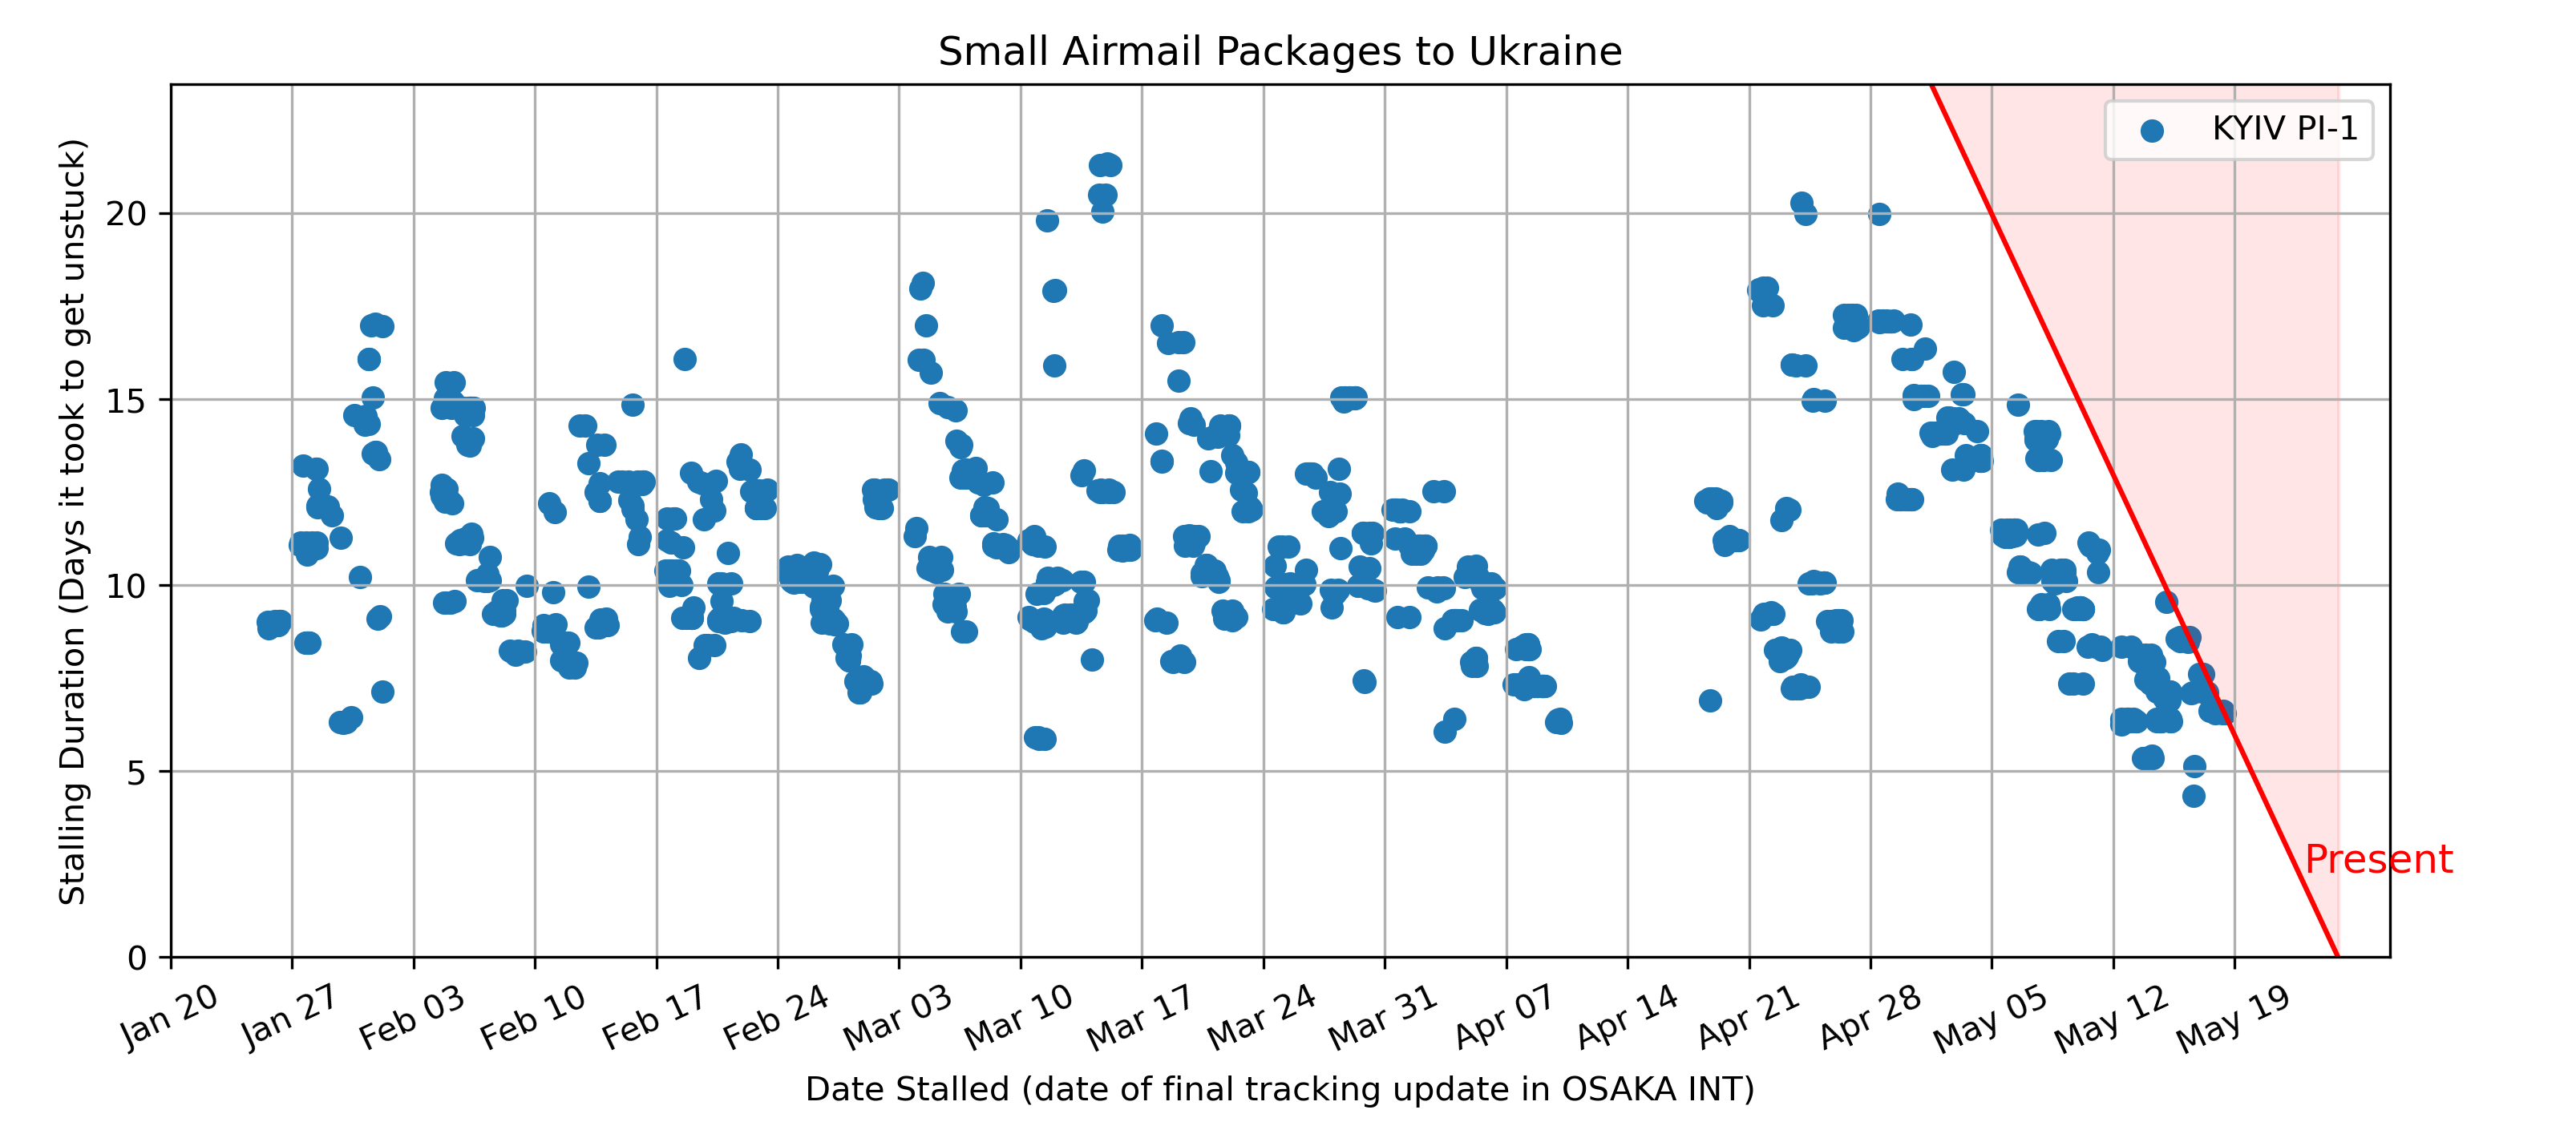 Small Airmail Packages to Ukraine
KYIV PI-1
Stalling Duration (Days it took to get unstuck)
20
15
10
5
0
Present
Jan 20
Jan 27
Feb 03
Feb 10
Feb 17
Feb 24
Mar 03
Mar 10
Mar 17
Mar 24
Mar 31
Apr 07
Apr 14
Apr 21
Apr 28
May 05
May 12
May 19
Date Stalled (date of final tracking update in OSAKA INT)